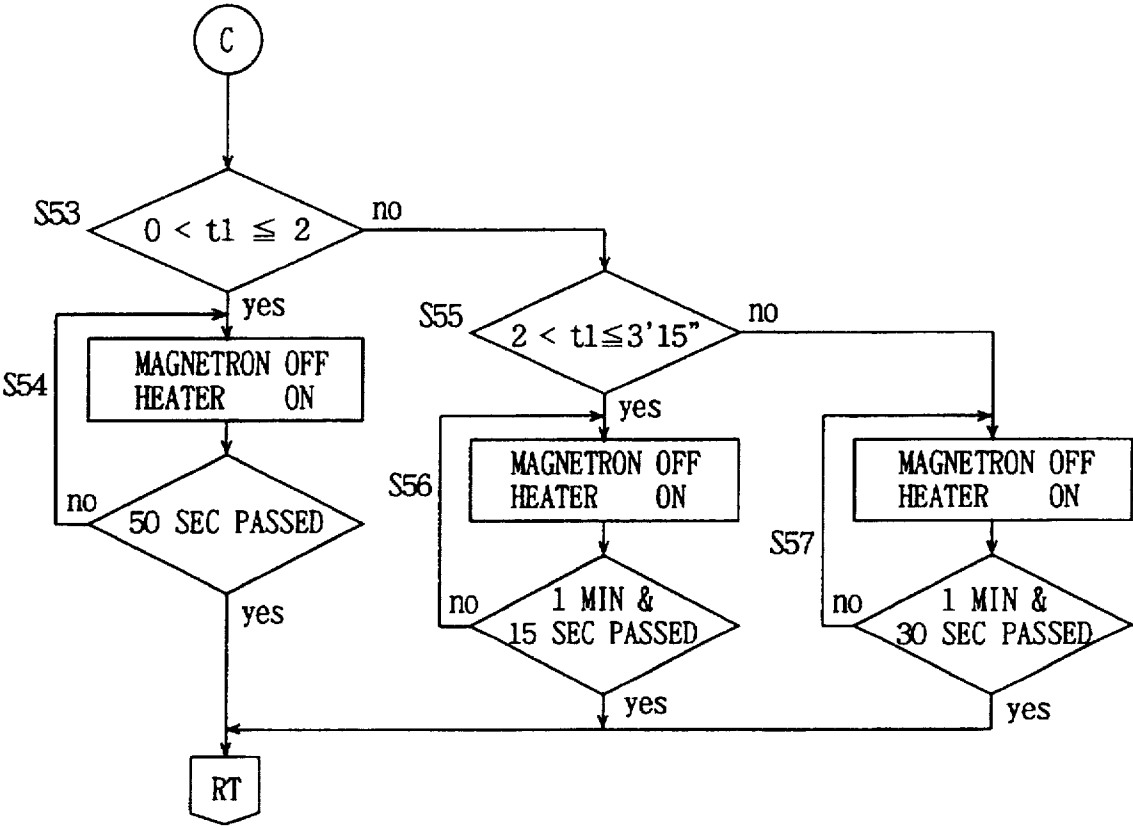 C
S53
0 < t1 ≦ 2
no
yes
S54
MAGNETRON OFF
HEATER ON
no
50 SEC PASSED
yes
S55
2 < t1≦3'15"
no
yes
S56
MAGNETRON OFF
HEATER ON
no
1 MIN &
15 SEC PASSED
yes
MAGNETRON OFF
HEATER ON
S57
no
1 MIN &
30 SEC PASSED
yes
RT